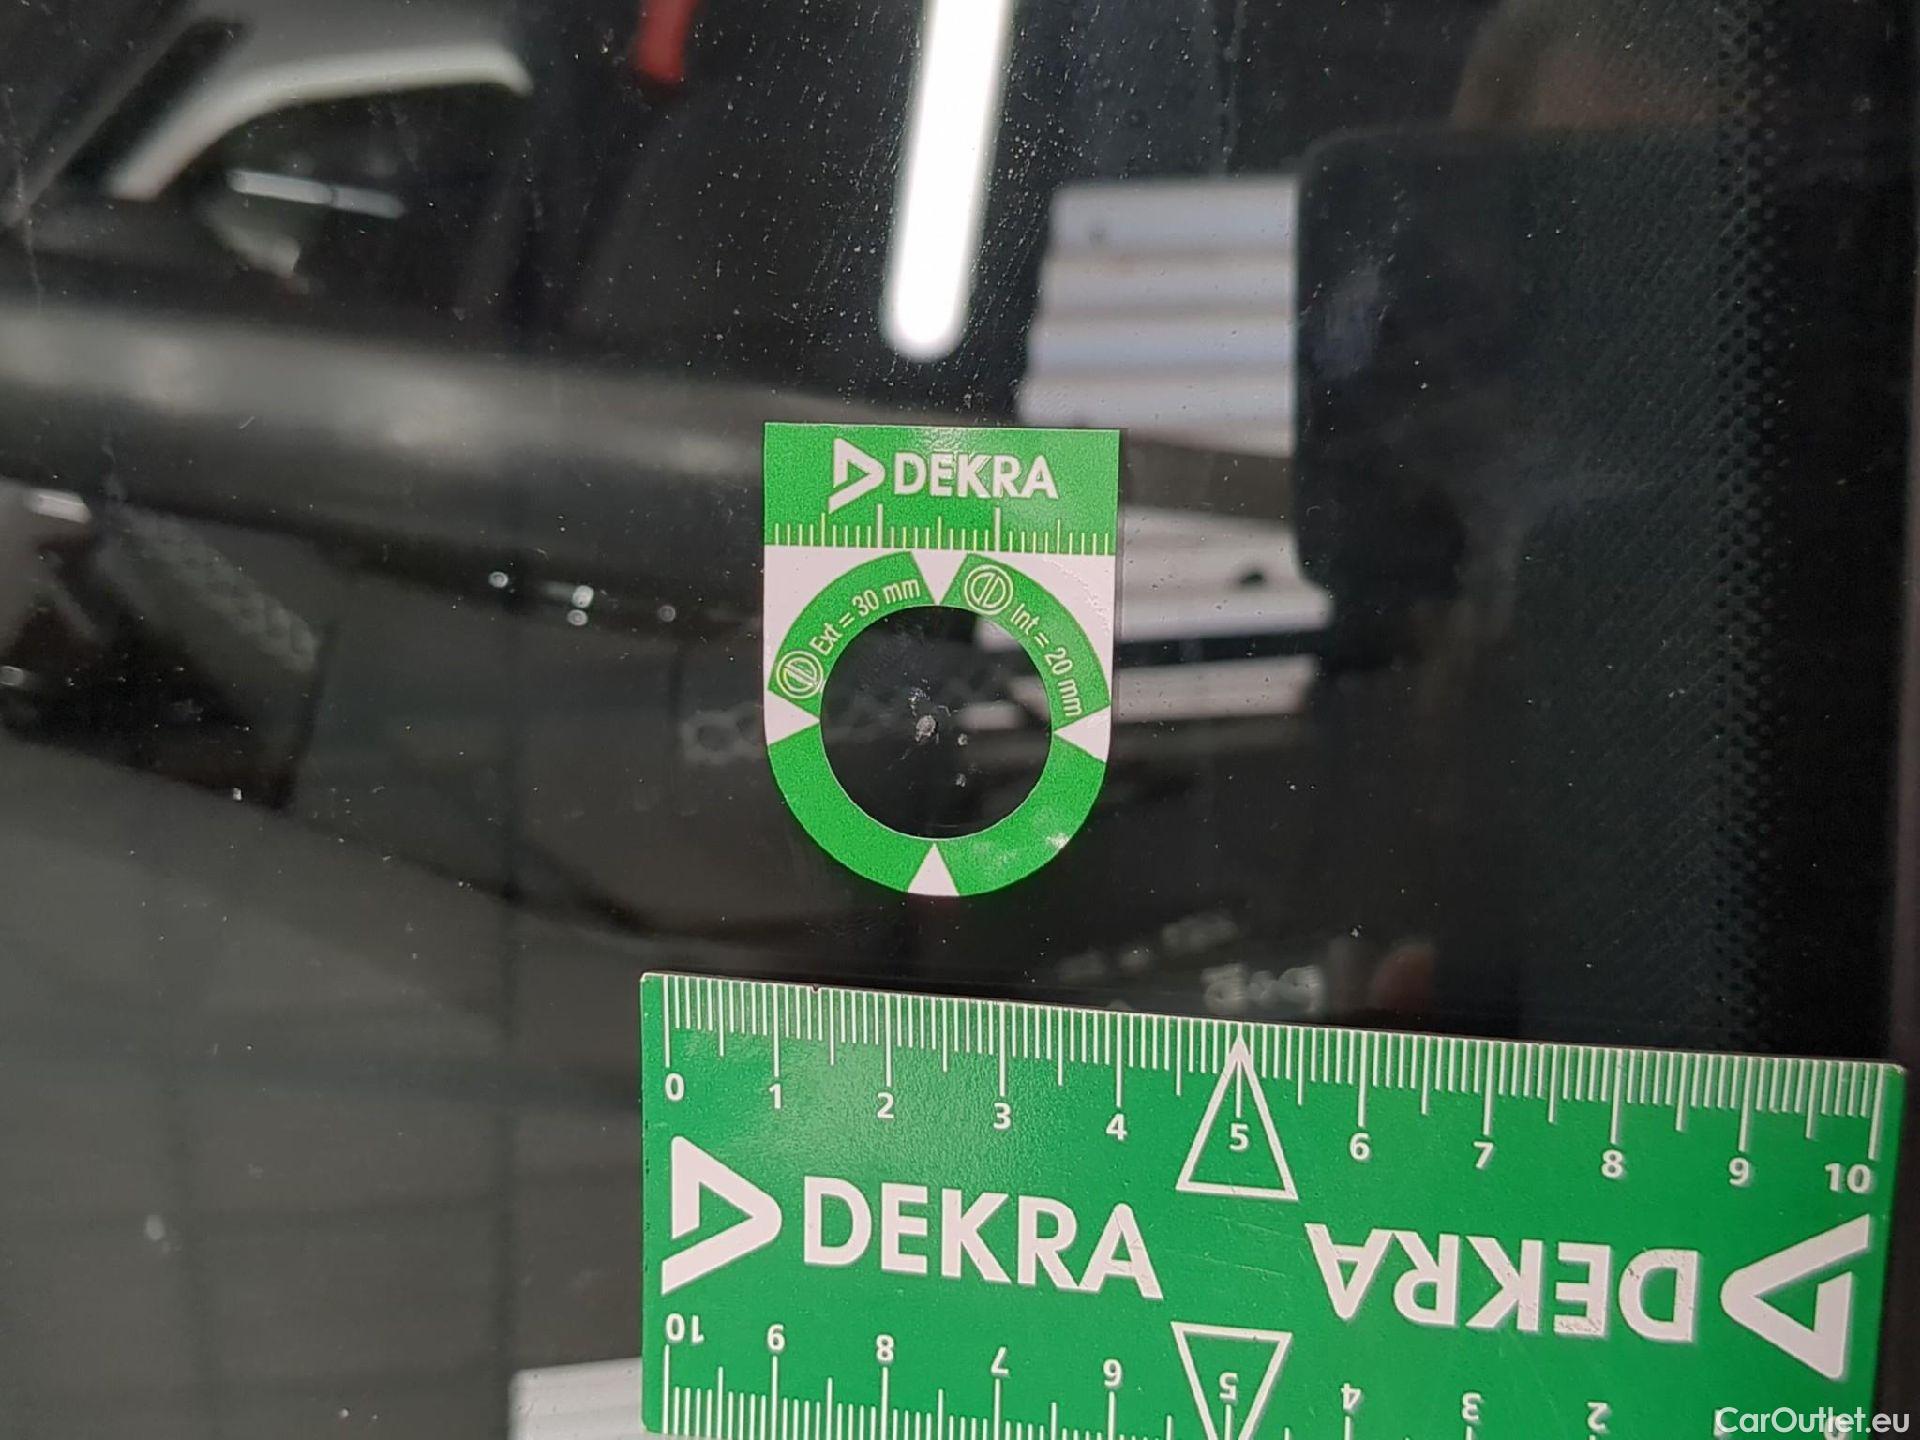 DEKRA
Ext = 30 mm
Int = 20 mm
0 1 2 3 4 5 6 7 8 9 10
DEKRA
DEKRA
10 9 8 7 6 5 4 3 2
CarOutlet.eu